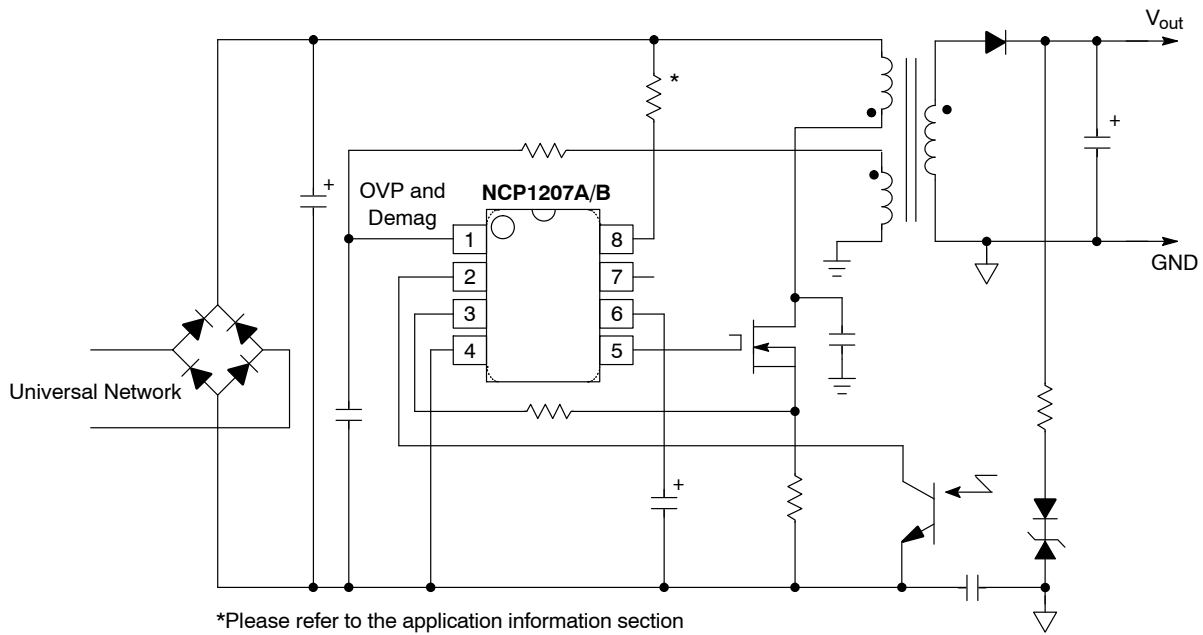 V_out
*
+
+
OVP and
Demag
NCP1207A/B
1
8
2
7
3
6
4
5
GND
Universal Network
+
*Please refer to the application information section